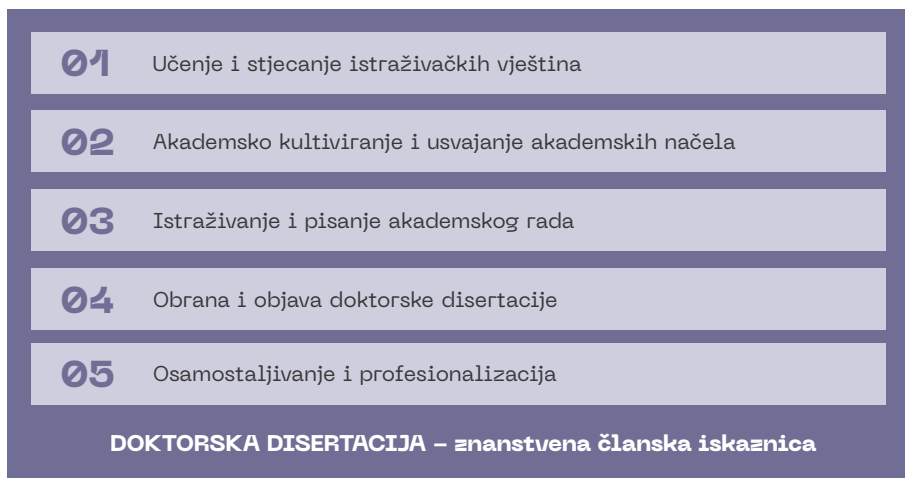 01 Učenje i stjecanje istraživačkih vještina
02 Akademsko kultiviranje i usvajanje akademskih načela
03 Istraživanje i pisanje akademskog rada
04 Obrana i objava doktorske disertacije
05 Osamostaljivanje i profesionalizacija
DOKTORSKA DISERTACIJA – znanstvena članska iskaznica